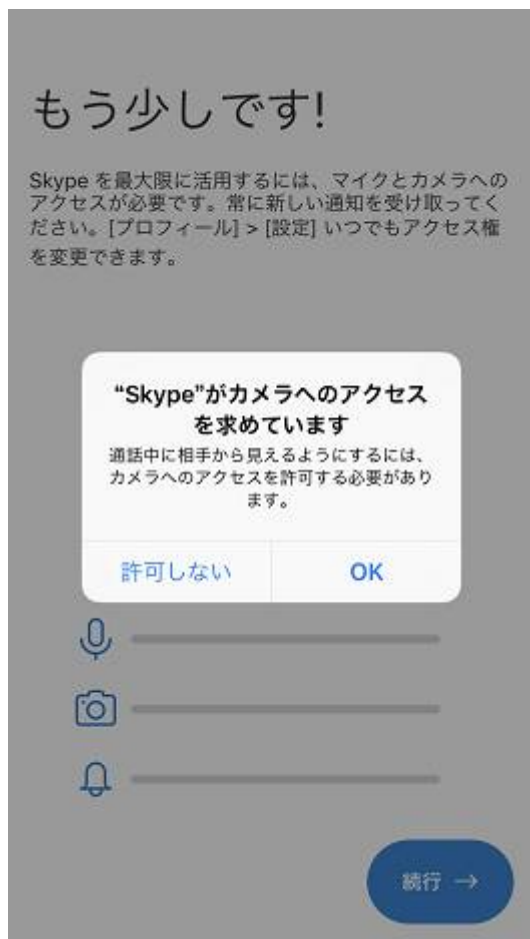 もう少しです!
Skype を最大限に活用するには、マイクとカメラへの
アクセスが必要です。常に新しい通知を受け取ってく
ださい。[プロフィール] > [設定] いつでもアクセス権
を変更できます。
“Skype”がカメラへのアクセス
を求めています
通話中に相手から見えるようにするには、
カメラへのアクセスを許可する必要があり
ます。
許可しない
OK
続行 →